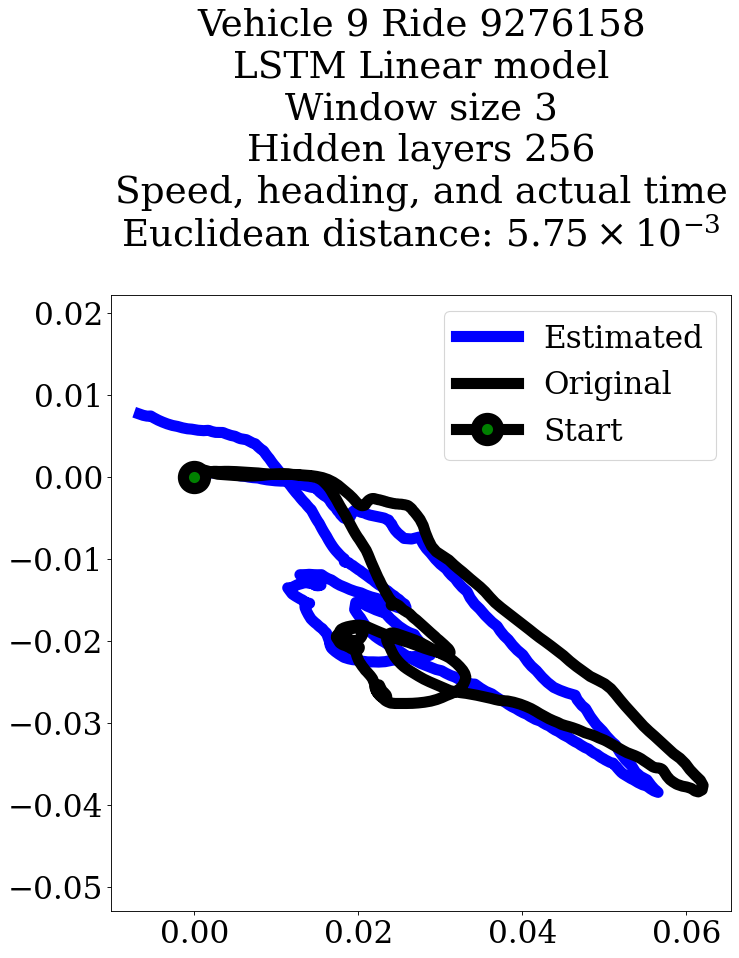 Vehicle 9 Ride 9276158
LSTM Linear model
Window size 3
Hidden layers 256
Speed, heading, and actual time
Euclidean distance: 5.75 × 10⁻³
Estimated
Original
Start
0.02
0.01
0.00
−0.01
−0.02
−0.03
−0.04
−0.05
0.00 0.02 0.04 0.06